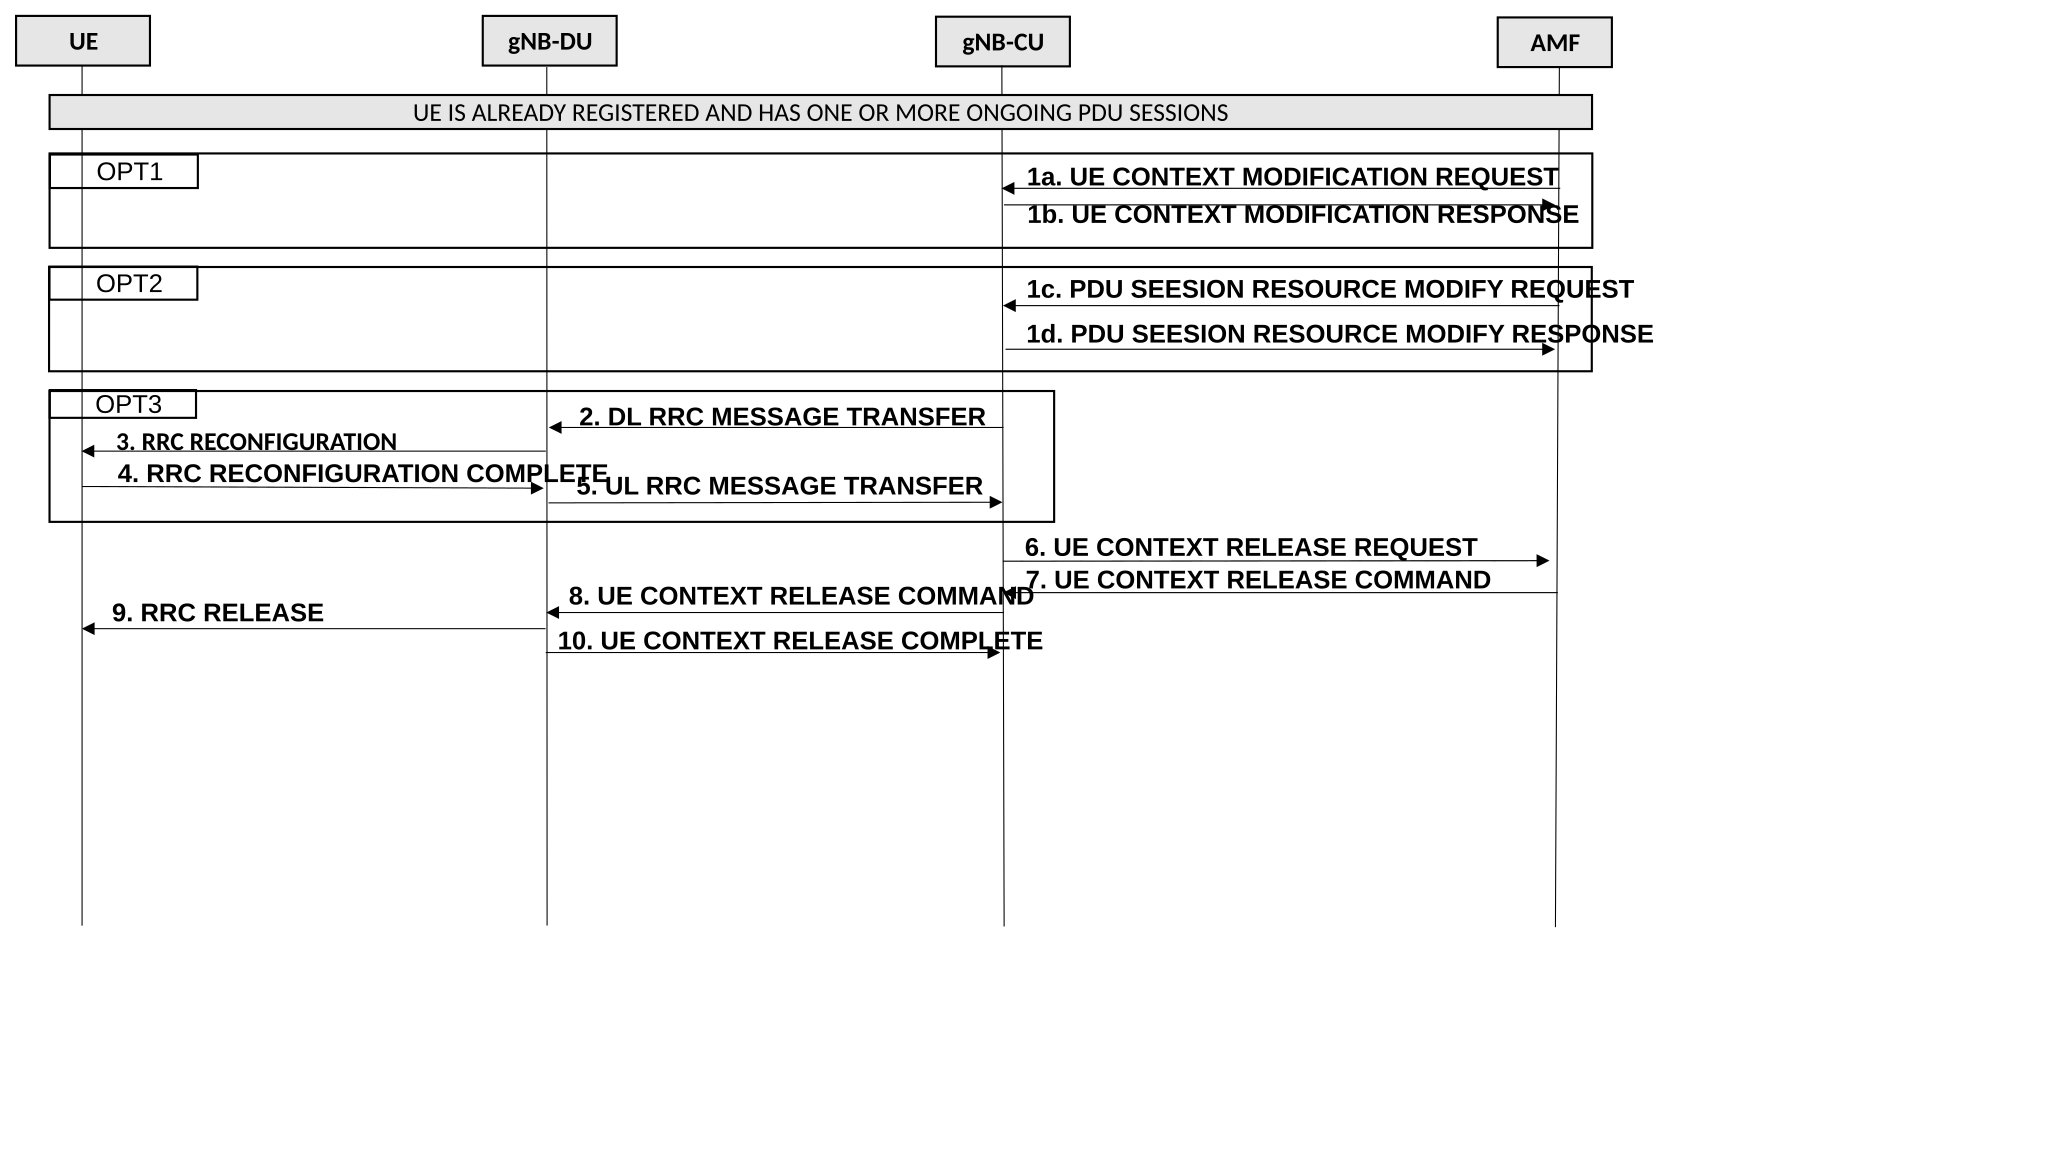 UE
gNB-DU
gNB-CU
AMF
UE IS ALREADY REGISTERED AND HAS ONE OR MORE ONGOING PDU SESSIONS
OPT1
1a. UE CONTEXT MODIFICATION REQUEST
1b. UE CONTEXT MODIFICATION RESPONSE
OPT2
1c. PDU SEESION RESOURCE MODIFY REQUEST
1d. PDU SEESION RESOURCE MODIFY RESPONSE
OPT3
2. DL RRC MESSAGE TRANSFER
3. RRC RECONFIGURATION
4. RRC RECONFIGURATION COMPLETE
5. UL RRC MESSAGE TRANSFER
6. UE CONTEXT RELEASE REQUEST
7. UE CONTEXT RELEASE COMMAND
8. UE CONTEXT RELEASE COMMAND
9. RRC RELEASE
10. UE CONTEXT RELEASE COMPLETE